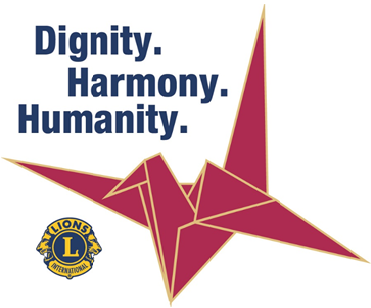 Dignity.
Harmony.
Humanity.
LIONS
L
INTERNATIONAL